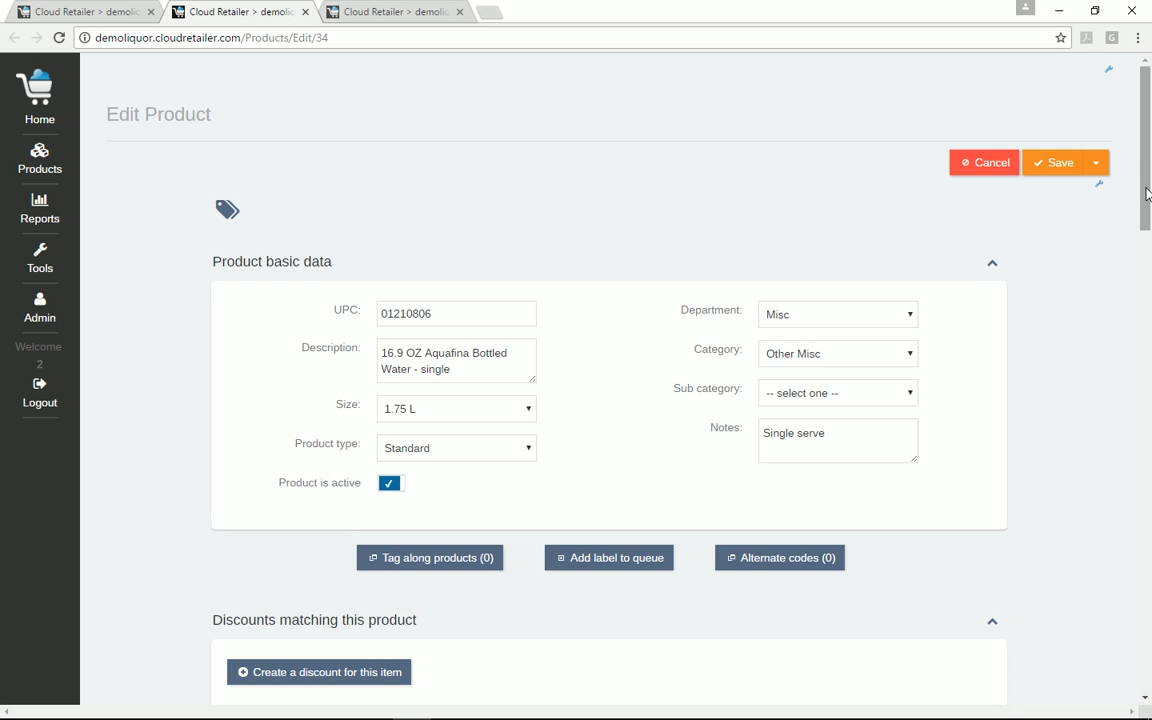 Cloud Retailer > demoliq
Cloud Retailer > demoliq
Cloud Retailer > demoliq
demoliquor.cloudretailer.com/Products/Edit/34
Home
Products
Reports
Tools
Admin
Welcome
2
Logout
Edit Product
Cancel
Save
Product basic data
UPC: 01210806
Description: 16.9 OZ Aquafina Bottled
Water - single
Size: 1.75 L
Product type: Standard
Product is active
Department: Misc
Category: Other Misc
Sub category: -- select one --
Notes: Single serve
Tag along products (0)
Add label to queue
Alternate codes (0)
Discounts matching this product
Create a discount for this item